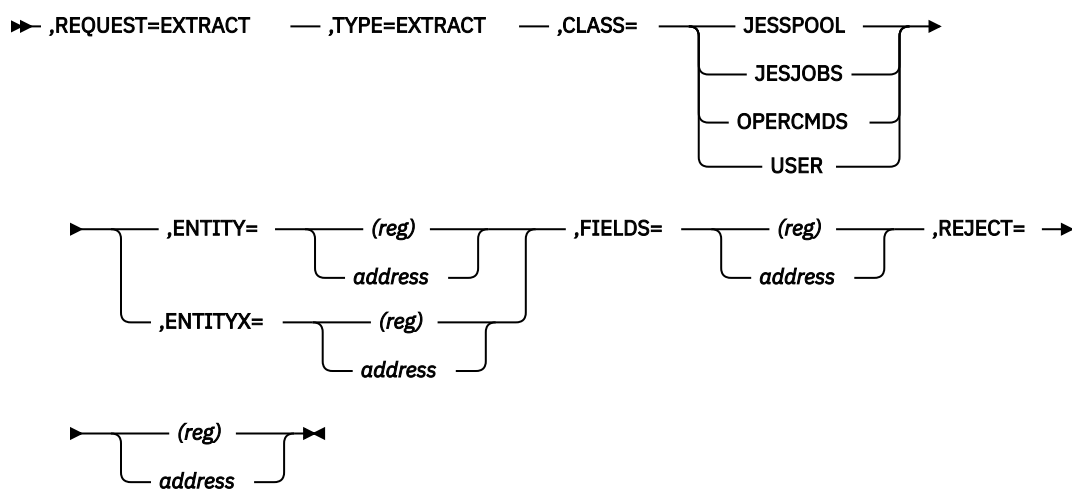 ,REQUEST=EXTRACT ,TYPE=EXTRACT ,CLASS= JESSPOOL
JESJOBS
OPERCMDS
USER
,ENTITY= (reg) ,FIELDS= (reg) ,REJECT=
address address
,ENTITYX= (reg)
address
(reg)
address